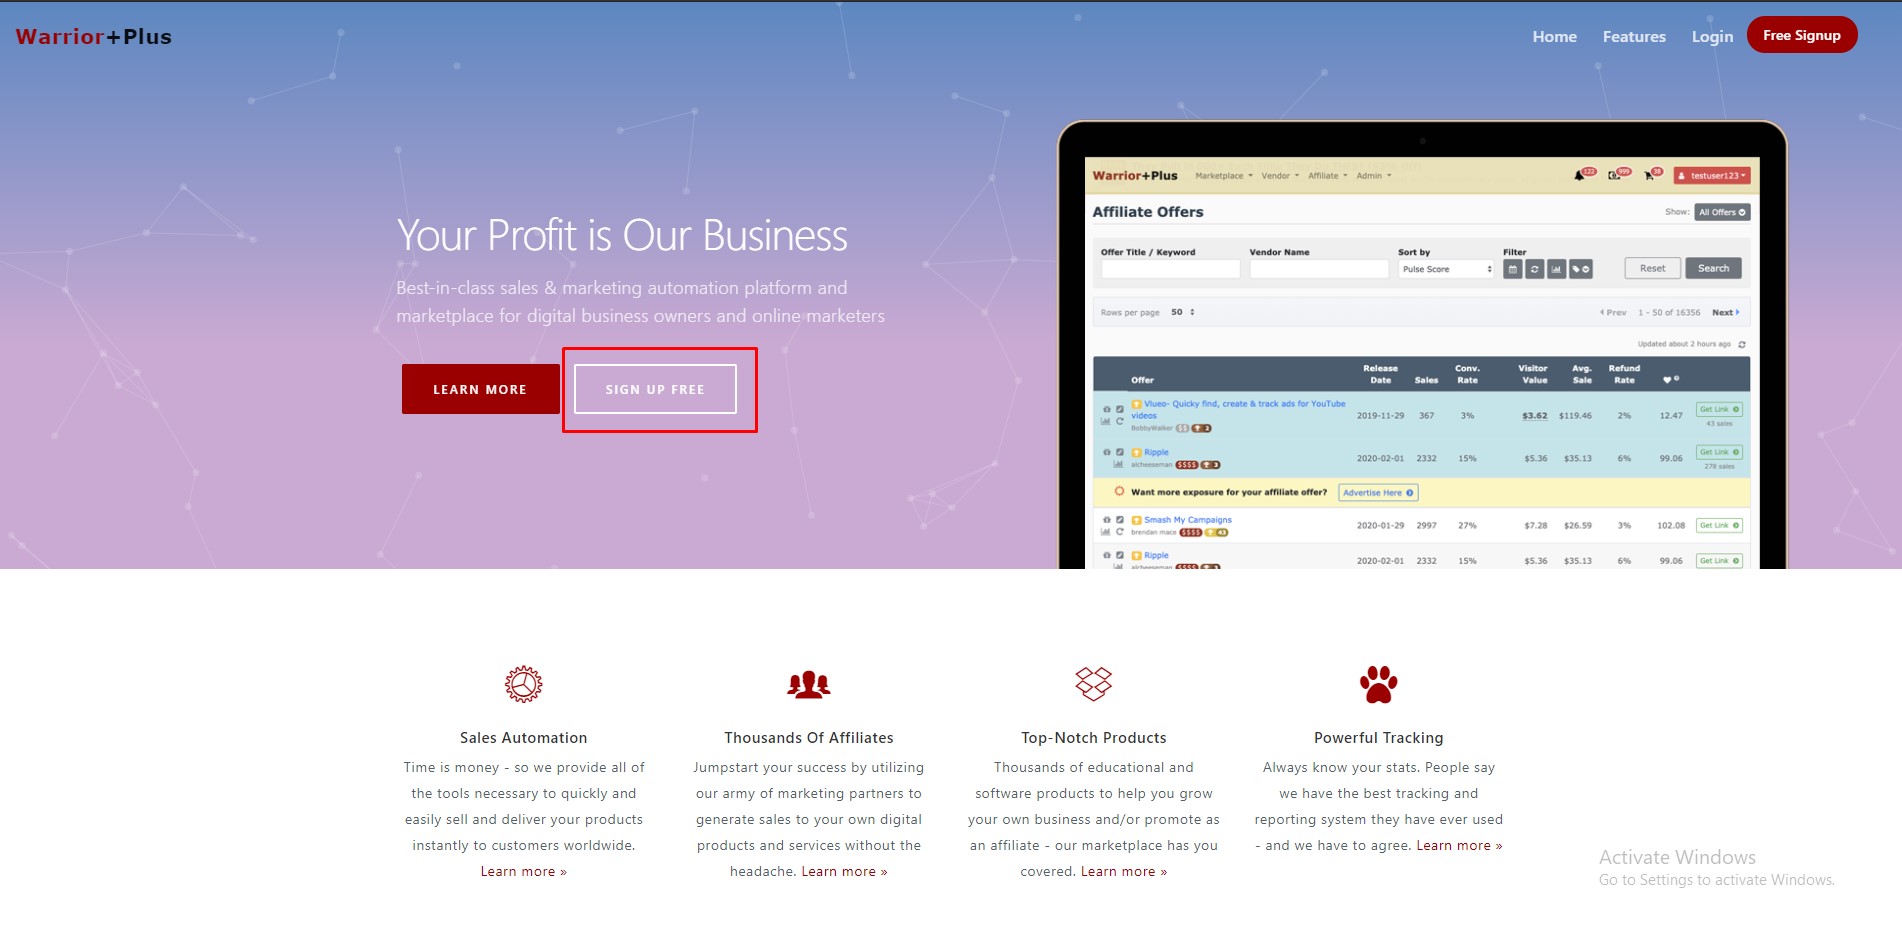 Warrior+Plus
Home Features Login Free Signup
Your Profit is Our Business
Best-in-class sales & marketing automation platform and
marketplace for digital business owners and online marketers
LEARN MORE SIGN UP FREE
Warrior+Plus Marketplace Vendor Affiliate Admin 122 999 38 testuser123
Affiliate Offers Show: All Offers
Offer Title / Keyword Vendor Name Sort by Filter
Pulse Score Reset Search
Rows per page 50 Prev 1 - 50 of 16356 Next
Updated about 2 hours ago
Offer Release Date Sales Conv. Rate Visitor Value Avg. Sale Refund Rate
Vlueo- Quicky find, create & track ads for YouTube
videos 2019-11-29 367 3% $3.62 $119.46 2% 12.47 Get Link
BobbyWalker $$ 2 43 sales
Ripple 2020-02-01 2332 15% $5.36 $35.13 6% 99.06 Get Link
alcheeseman $$$$ 3 278 sales
Want more exposure for your affiliate offer? Advertise Here
Smash My Campaigns 2020-01-29 2997 27% $7.28 $26.59 3% 102.08 Get Link
brendan mace $$$$ 43
Ripple 2020-02-01 2332 15% $5.36 $35.13 6% 99.06 Get Link
alcheeseman $$$$
Sales Automation
Time is money - so we provide all of
the tools necessary to quickly and
easily sell and deliver your products
instantly to customers worldwide.
Learn more »
Thousands Of Affiliates
Jumpstart your success by utilizing
our army of marketing partners to
generate sales to your own digital
products and services without the
headache. Learn more »
Top-Notch Products
Thousands of educational and
software products to help you grow
your own business and/or promote as
an affiliate - our marketplace has you
covered. Learn more »
Powerful Tracking
Always know your stats. People say
we have the best tracking and
reporting system they have ever used
- and we have to agree. Learn more »
Activate Windows
Go to Settings to activate Windows.